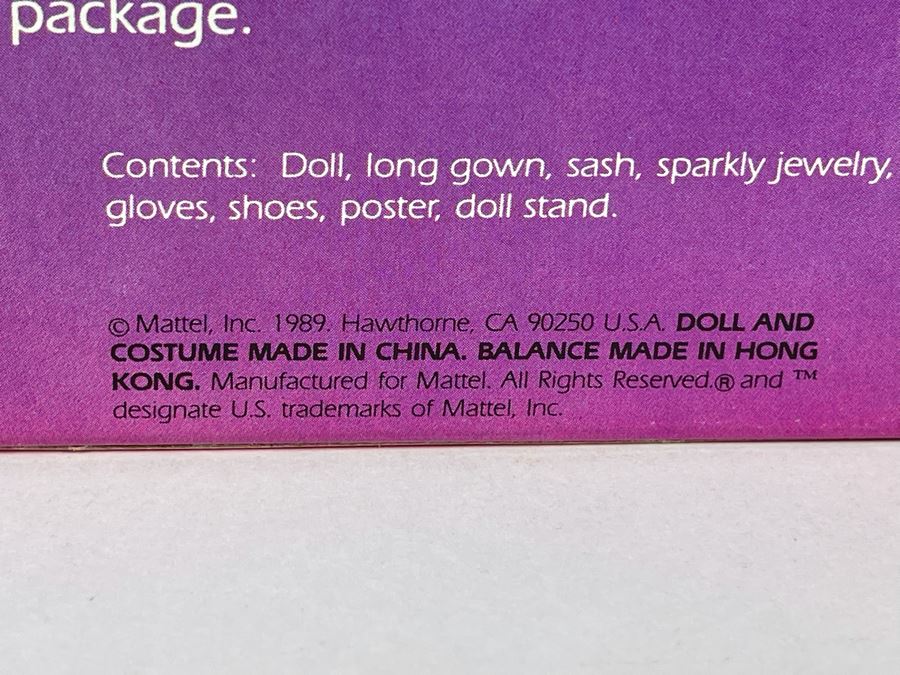 package.
Contents: Doll, long gown, sash, sparkly jewelry,
gloves, shoes, poster, doll stand.
© Mattel, Inc. 1989. Hawthorne, CA 90250 U.S.A. DOLL AND
COSTUME MADE IN CHINA. BALANCE MADE IN HONG
KONG. Manufactured for Mattel. All Rights Reserved.® and ™
designate U.S. trademarks of Mattel, Inc.